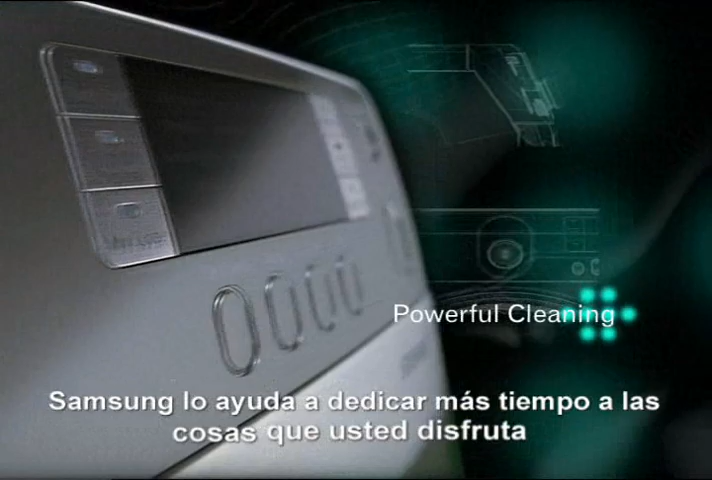 Powerful Cleaning
Samsung lo ayuda a dedicar más tiempo a las
cosas que usted disfruta